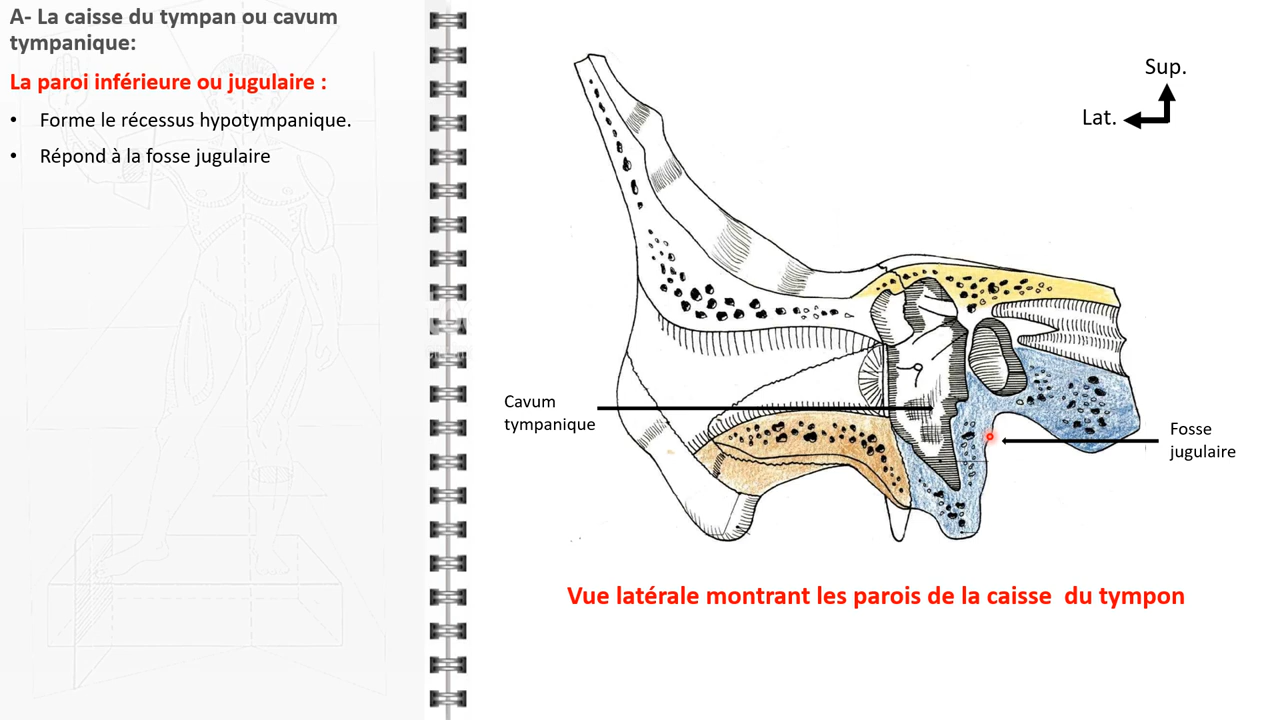 A- La caisse du tympan ou cavum
tympanique:
La paroi inférieure ou jugulaire :
• Forme le récessus hypotympanique.
• Répond à la fosse jugulaire
Sup.
Lat.
Cavum
tympanique
Fosse
jugulaire
Vue latérale montrant les parois de la caisse du tympon